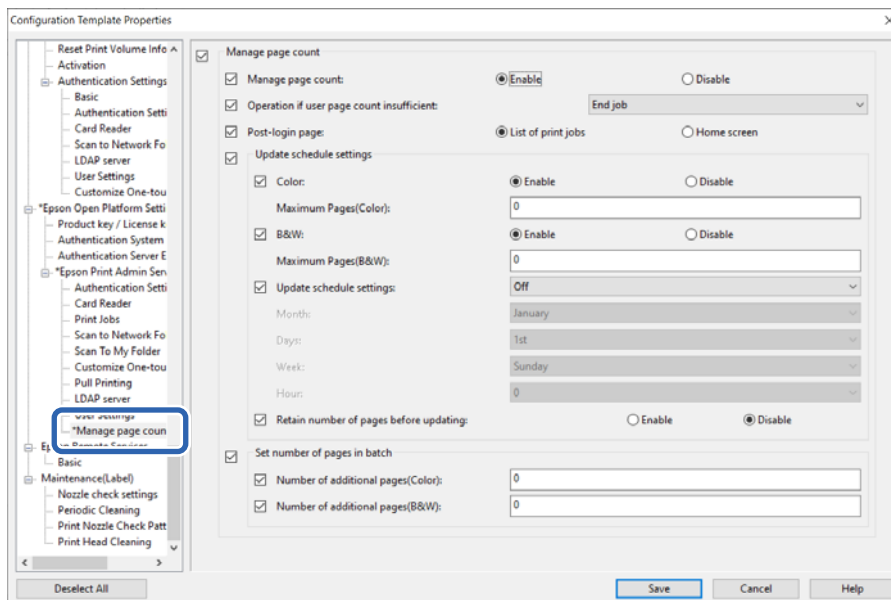 Configuration Template Properties
Reset Print Volume Info
Activation
Authentication Settings
Basic
Authentication Setti
Card Reader
Scan to Network Fo
LDAP server
User Settings
Customize One-tou
*Epson Open Platform Setti
Product key / License k
Authentication System
Authentication Server E
*Epson Print Admin Serv
Authentication Setti
Card Reader
Print Jobs
Scan to Network Fo
Scan To My Folder
Customize One-tou
Pull Printing
LDAP server
User Settings
*Manage page coun
Epson Remote Services
Basic
Maintenance(Label)
Nozzle check settings
Periodic Cleaning
Print Nozzle Check Patt
Print Head Cleaning
Manage page count
Manage page count: Enable Disable
Operation if user page count insufficient: End job
Post-login page: List of print jobs Home screen
Update schedule settings
Color: Enable Disable
Maximum Pages(Color): 0
B&W: Enable Disable
Maximum Pages(B&W): 0
Update schedule settings: Off
Month: January
Days: 1st
Week: Sunday
Hour: 0
Retain number of pages before updating: Enable Disable
Set number of pages in batch
Number of additional pages(Color): 0
Number of additional pages(B&W): 0
Deselect All Save Cancel Help